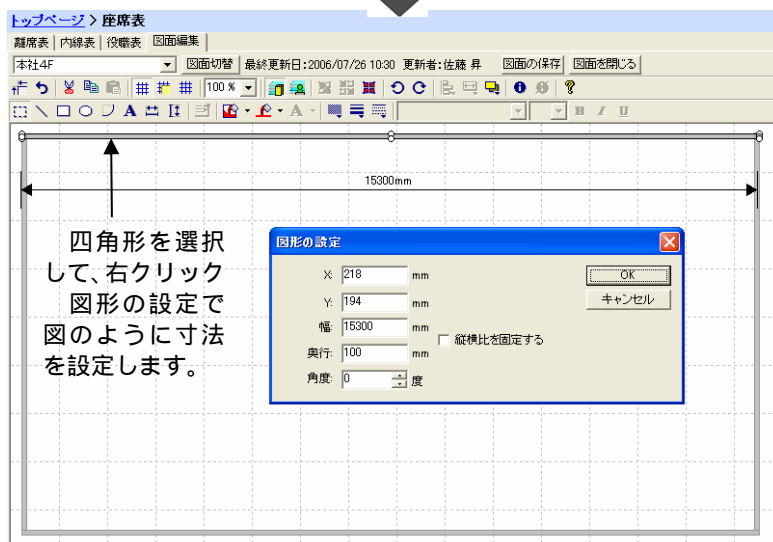 トップページ > 座席表
離席表 | 内線表 | 役職表 | 図面編集
本社4F 図面切替 最終更新日:2006/07/26 10:30 更新者:佐藤 昇 図面の保存 図面を閉じる
100 %
A A B I U
15300mm
四角形を選択
して、右クリック
図形の設定で
図のように寸法
を設定します。
図形の設定
X: 218 mm OK
Y: 194 mm キャンセル
幅: 15300 mm
縦横比を固定する
奥行: 100 mm
角度: 0 度